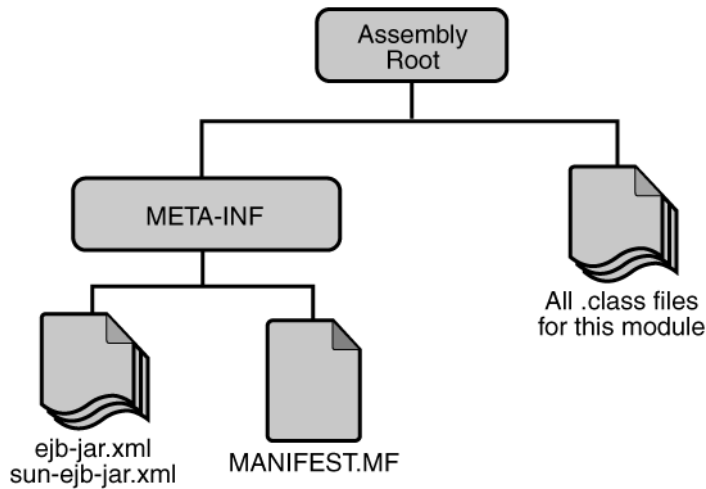 Assembly
Root
META-INF
All .class files
for this module
ejb-jar.xml
sun-ejb-jar.xml
MANIFEST.MF